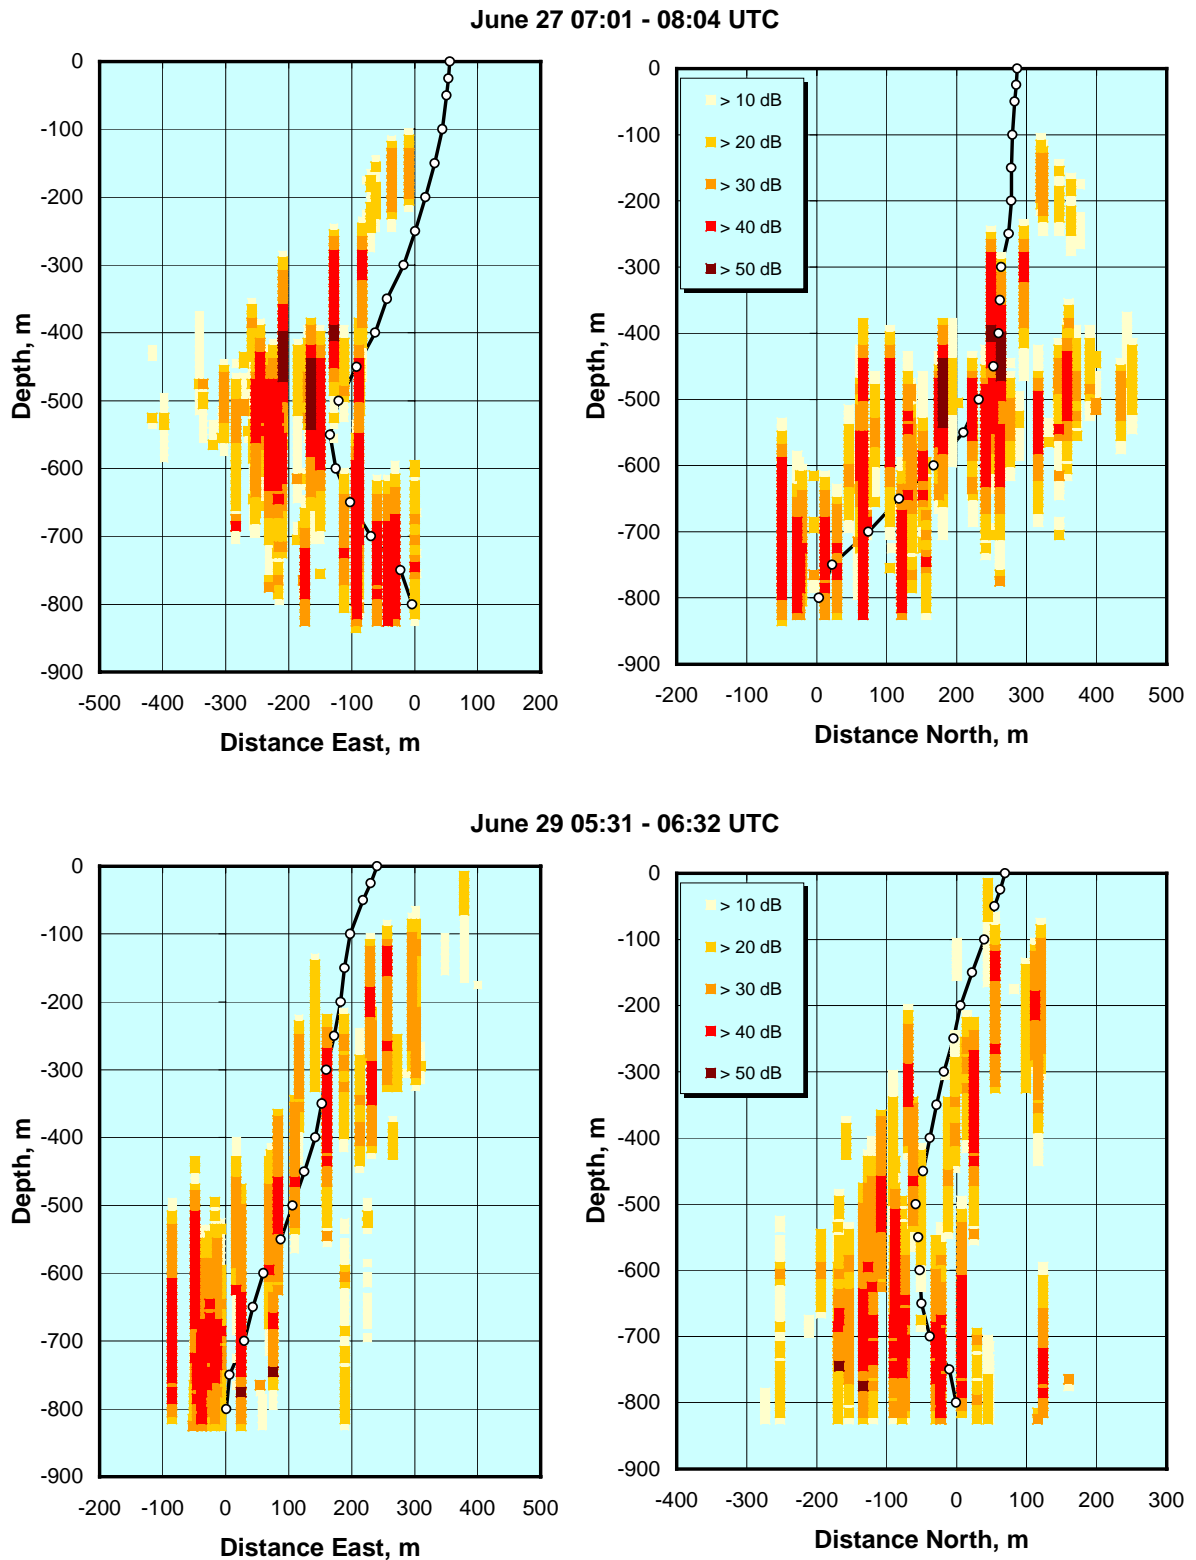 June 27 07:01 - 08:04 UTC
0
-100
-200
-300
-400
-500
-600
-700
-800
-900
Depth, m
-500 -400 -300 -200 -100 0 100 200
Distance East, m
0
-100
-200
-300
-400
-500
-600
-700
-800
-900
Depth, m
> 10 dB
> 20 dB
> 30 dB
> 40 dB
> 50 dB
-200 -100 0 100 200 300 400 500
Distance North, m
June 29 05:31 - 06:32 UTC
0
-100
-200
-300
-400
-500
-600
-700
-800
-900
Depth, m
-200 -100 0 100 200 300 400 500
Distance East, m
0
-100
-200
-300
-400
-500
-600
-700
-800
-900
Depth, m
> 10 dB
> 20 dB
> 30 dB
> 40 dB
> 50 dB
-400 -300 -200 -100 0 100 200 300
Distance North, m